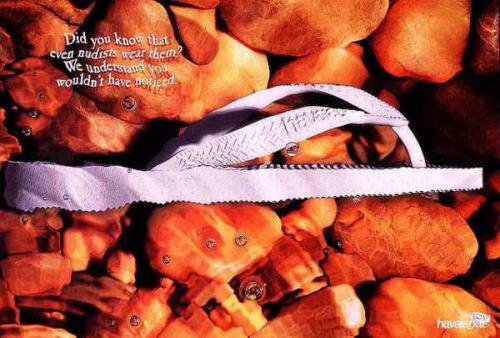 Did you know that
even nudists wear them?
We understand you
wouldn't have noticed.
havaianas